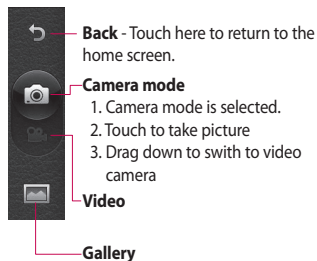 Back - Touch here to return to the
home screen.
Camera mode
1. Camera mode is selected.
2. Touch to take picture
3. Drag down to swith to video
camera
Video
Gallery